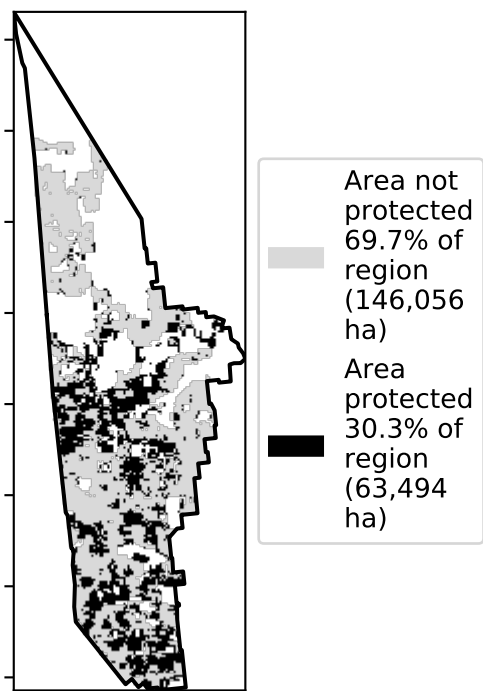 Area not
protected
69.7% of
region
(146,056
ha)
Area
protected
30.3% of
region
(63,494
ha)